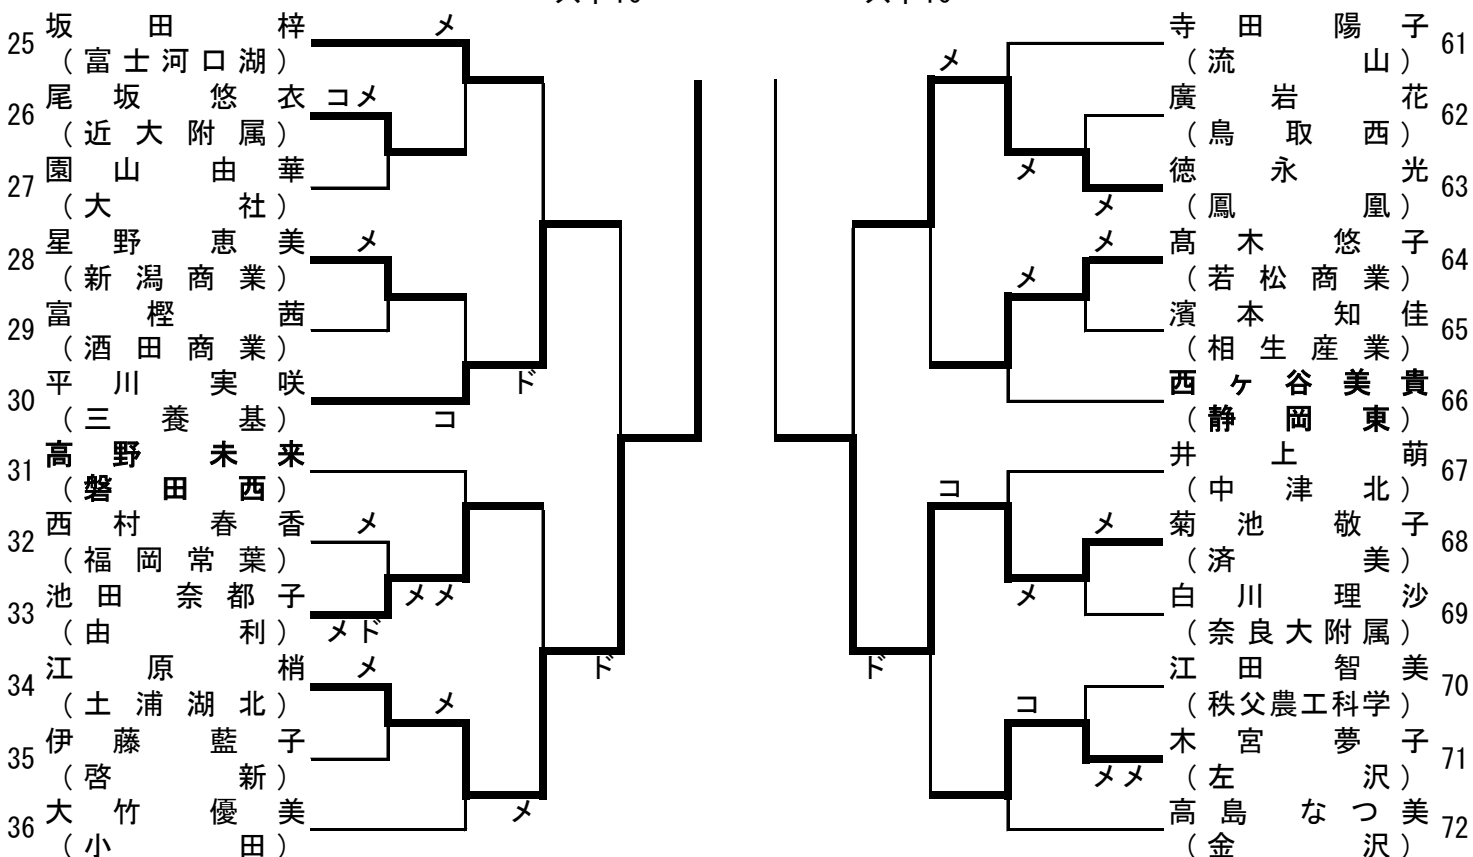 坂田梓 メ
25
(富士河口湖)
尾坂悠衣 コメ
26
(近大附属)
園山由華
27
(大社)
星野恵美 メ
28
(新潟商業)
富樫茜
29
(酒田商業) ド
平川実咲
30
(三養基) コ
高野未来
31
(磐田西)
西村春香 メ
32
(福岡常葉)
池田奈都子 メメ
33
(由利) メド
江原梢 メ
34
(土浦湖北) メ
伊藤藍子
35
(啓新)
大竹優美 メ
36
(小田)
ド
寺田陽子
61
メ (流山)
廣岩花
62
(鳥取西)
メ 徳永光
63
メ (鳳凰)
メ 髙木悠子
64
メ (若松商業)
濱本知佳
65
(相生産業)
西ヶ谷美貴
66
(静岡東)
井上萌
67
コ (中津北)
メ 菊池敬子
68
(済美)
メ 白川理沙
69
(奈良大附属)
ド 江田智美
70
コ (秩父農工科学)
木宮夢子
71
メメ (左沢)
高島なつ美
72
(金沢)